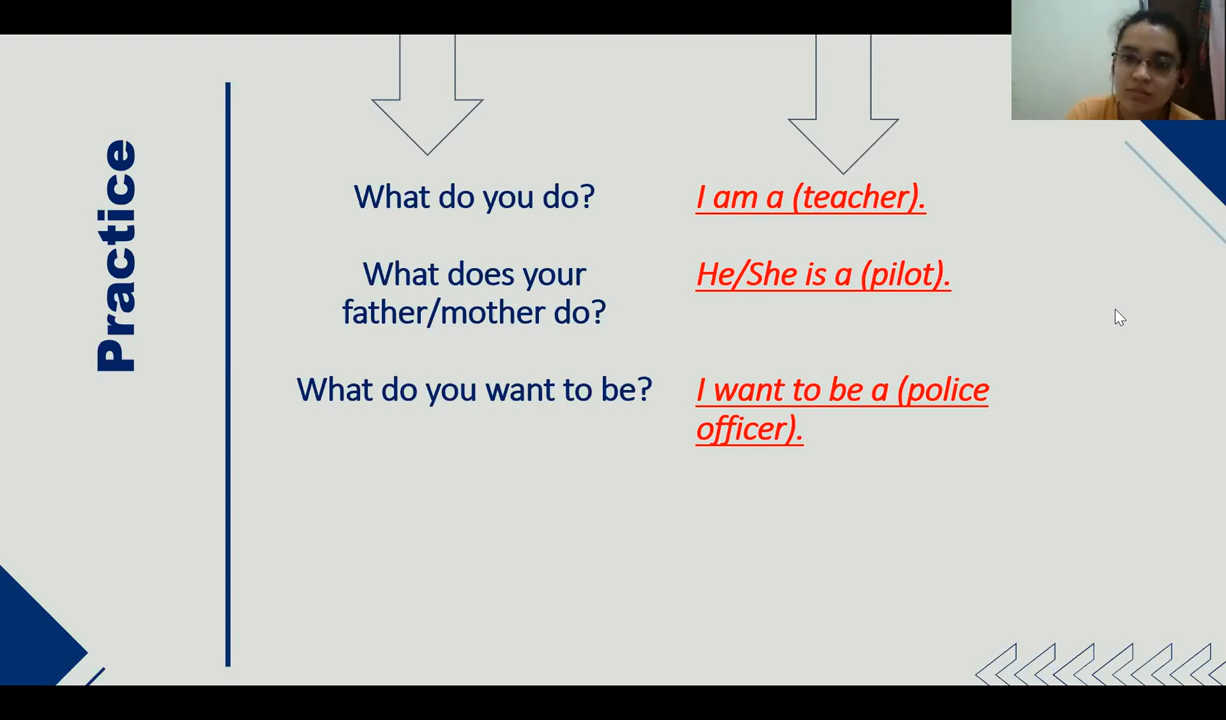 Practice
What do you do?
I am a (teacher).
What does your
father/mother do?
He/She is a (pilot).
What do you want to be?
I want to be a (police
officer).